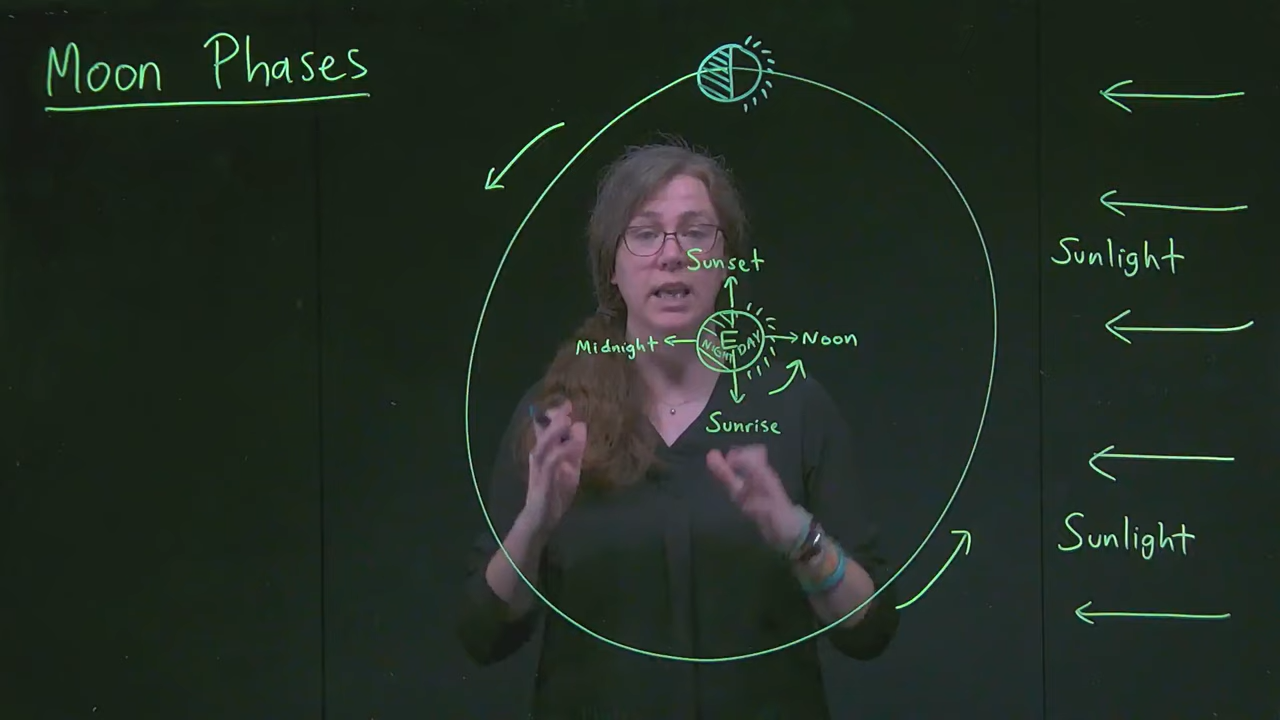 Moon Phases
Sunset
Sunlight
Midnight
E
NIGHT
DAY
Noon
Sunrise
Sunlight